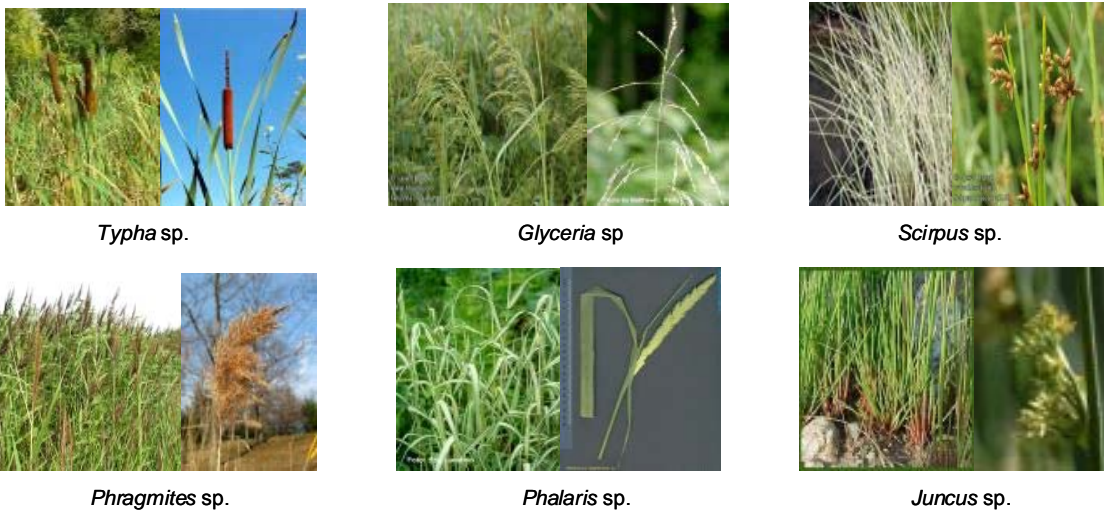 Typha sp.
Glyceria sp
Scirpus sp.
Phragmites sp.
Phalaris sp.
Juncus sp.